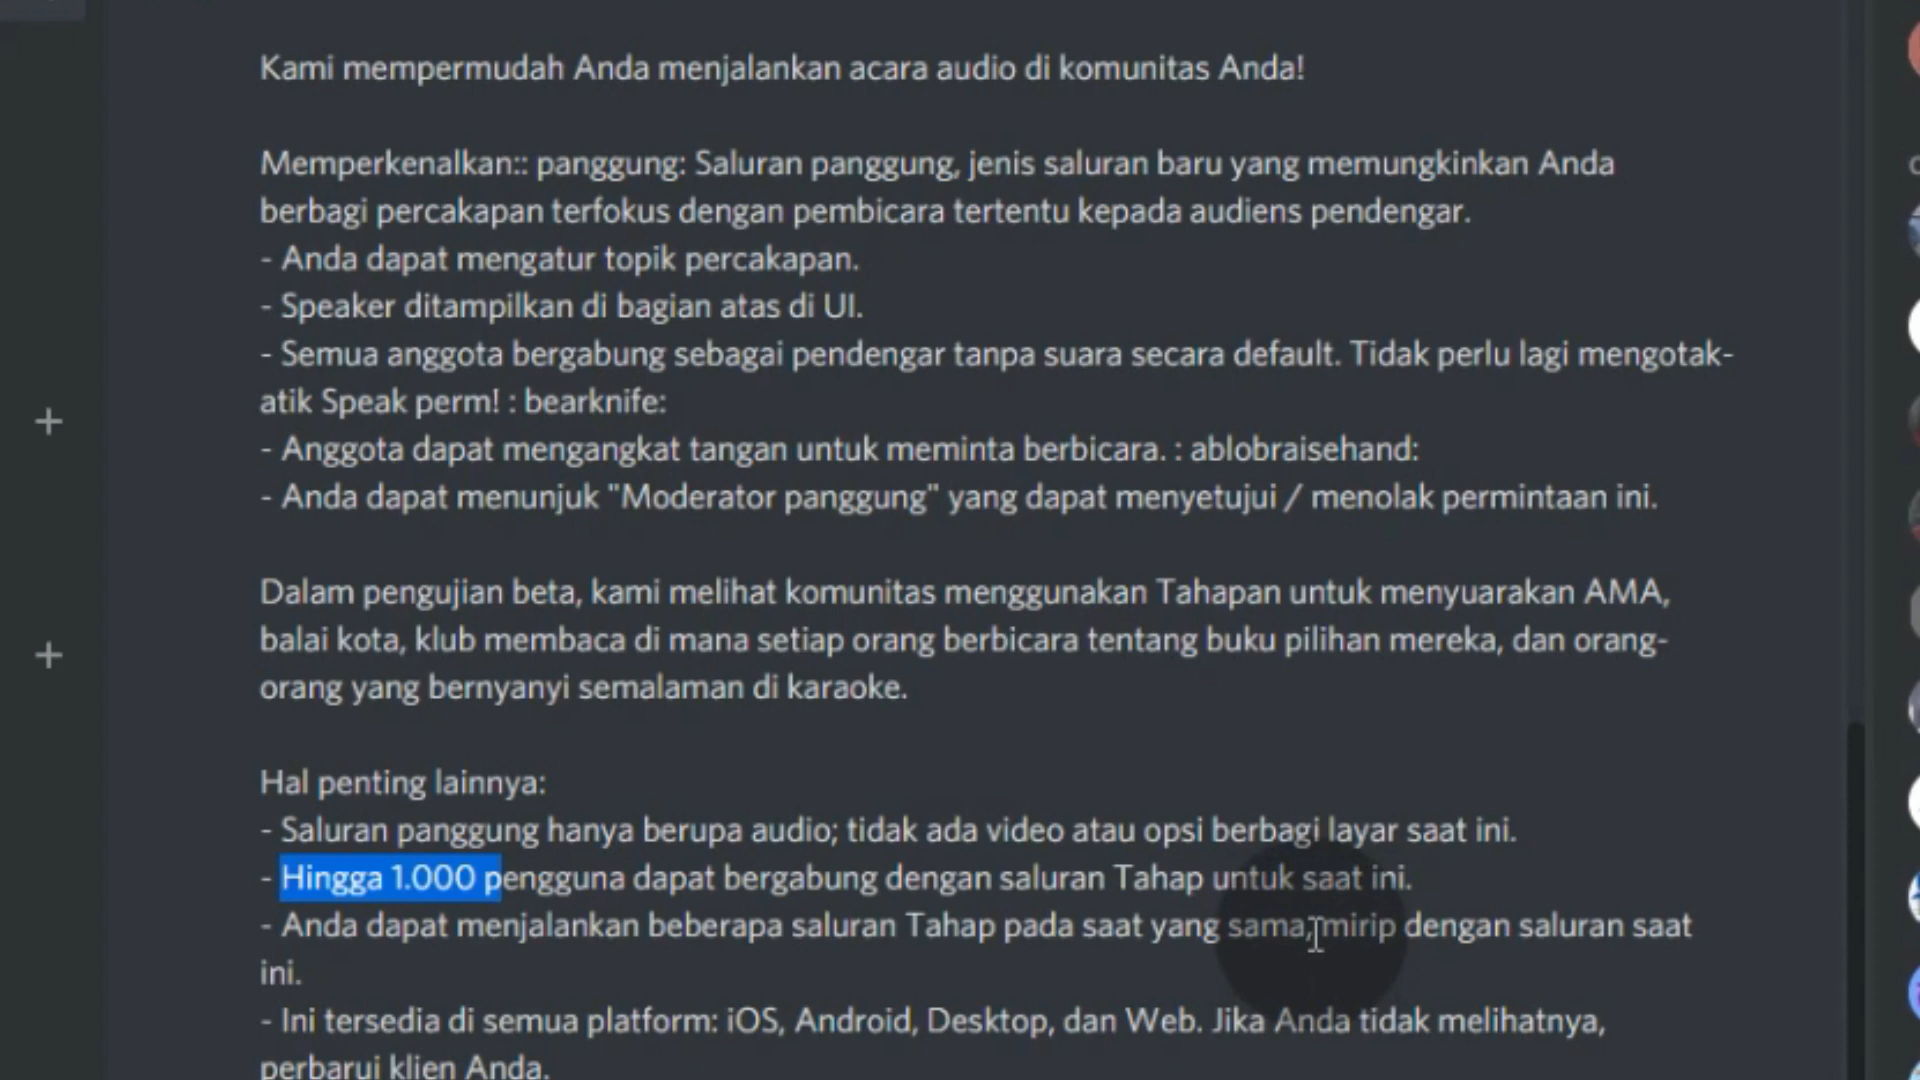 Kami mempermudah Anda menjalankan acara audio di komunitas Anda!
Memperkenalkan:: panggung: Saluran panggung, jenis saluran baru yang memungkinkan Anda
berbagi percakapan terfokus dengan pembicara tertentu kepada audiens pendengar.
- Anda dapat mengatur topik percakapan.
- Speaker ditampilkan di bagian atas di UI.
- Semua anggota bergabung sebagai pendengar tanpa suara secara default. Tidak perlu lagi mengotak-
atik Speak perm! : bearknife:
- Anggota dapat mengangkat tangan untuk meminta berbicara. : ablobraisehand:
- Anda dapat menunjuk "Moderator panggung" yang dapat menyetujui / menolak permintaan ini.
Dalam pengujian beta, kami melihat komunitas menggunakan Tahapan untuk menyuarakan AMA,
balai kota, klub membaca di mana setiap orang berbicara tentang buku pilihan mereka, dan orang-
orang yang bernyanyi semalaman di karaoke.
Hal penting lainnya:
- Saluran panggung hanya berupa audio; tidak ada video atau opsi berbagi layar saat ini.
- Hingga 1.000 pengguna dapat bergabung dengan saluran Tahap untuk saat ini.
- Anda dapat menjalankan beberapa saluran Tahap pada saat yang sama, mirip dengan saluran saat
ini.
- Ini tersedia di semua platform: iOS, Android, Desktop, dan Web. Jika Anda tidak melihatnya,
perbarui klien Anda.